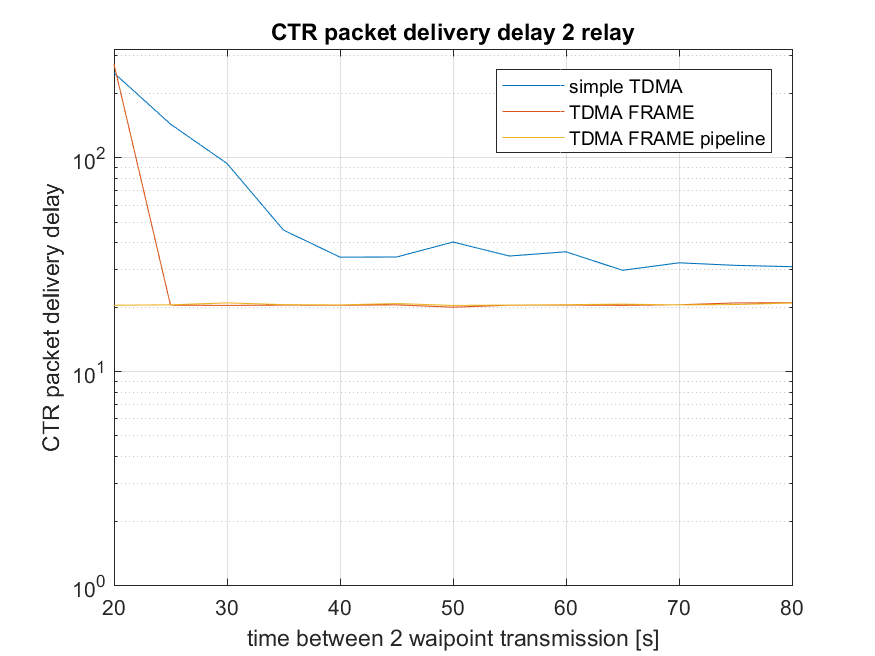 CTR packet delivery delay 2 relay
simple TDMA
TDMA FRAME
TDMA FRAME pipeline
CTR packet delivery delay
10^2
10^1
10^0
20 30 40 50 60 70 80
time between 2 waipoint transmission [s]